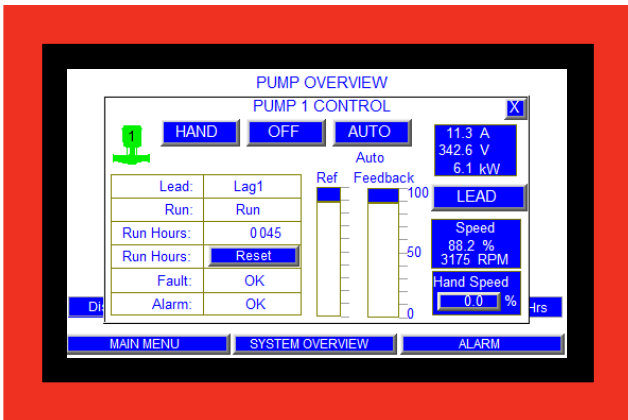 PUMP OVERVIEW
PUMP 1 CONTROL
X
1
HAND OFF AUTO
11.3 A
342.6 V
6.1 kW
Auto
Ref Feedback
100
50
0
LEAD
Lead: Lag1
Run: Run
Run Hours: 0045
Run Hours: Reset
Fault: OK
Alarm: OK
Speed
88.2 %
3175 RPM
Hand Speed
0.0 %
Hrs
MAIN MENU SYSTEM OVERVIEW ALARM